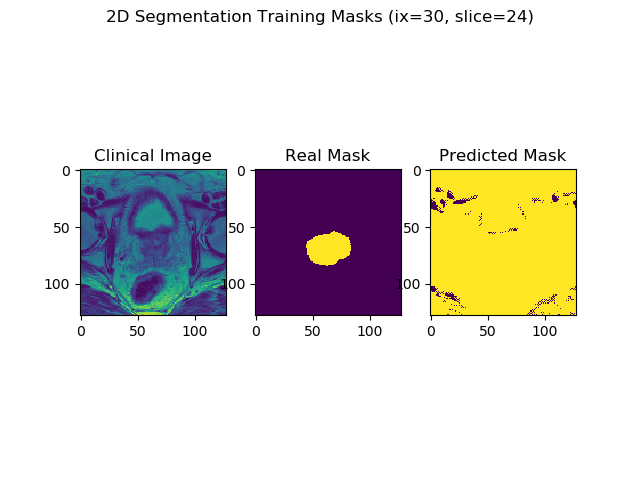 2D Segmentation Training Masks (ix=30, slice=24)
Clinical Image Real Mask Predicted Mask
0 0 0
50 50 50
100 100 100
0 50 100 0 50 100 0 50 100